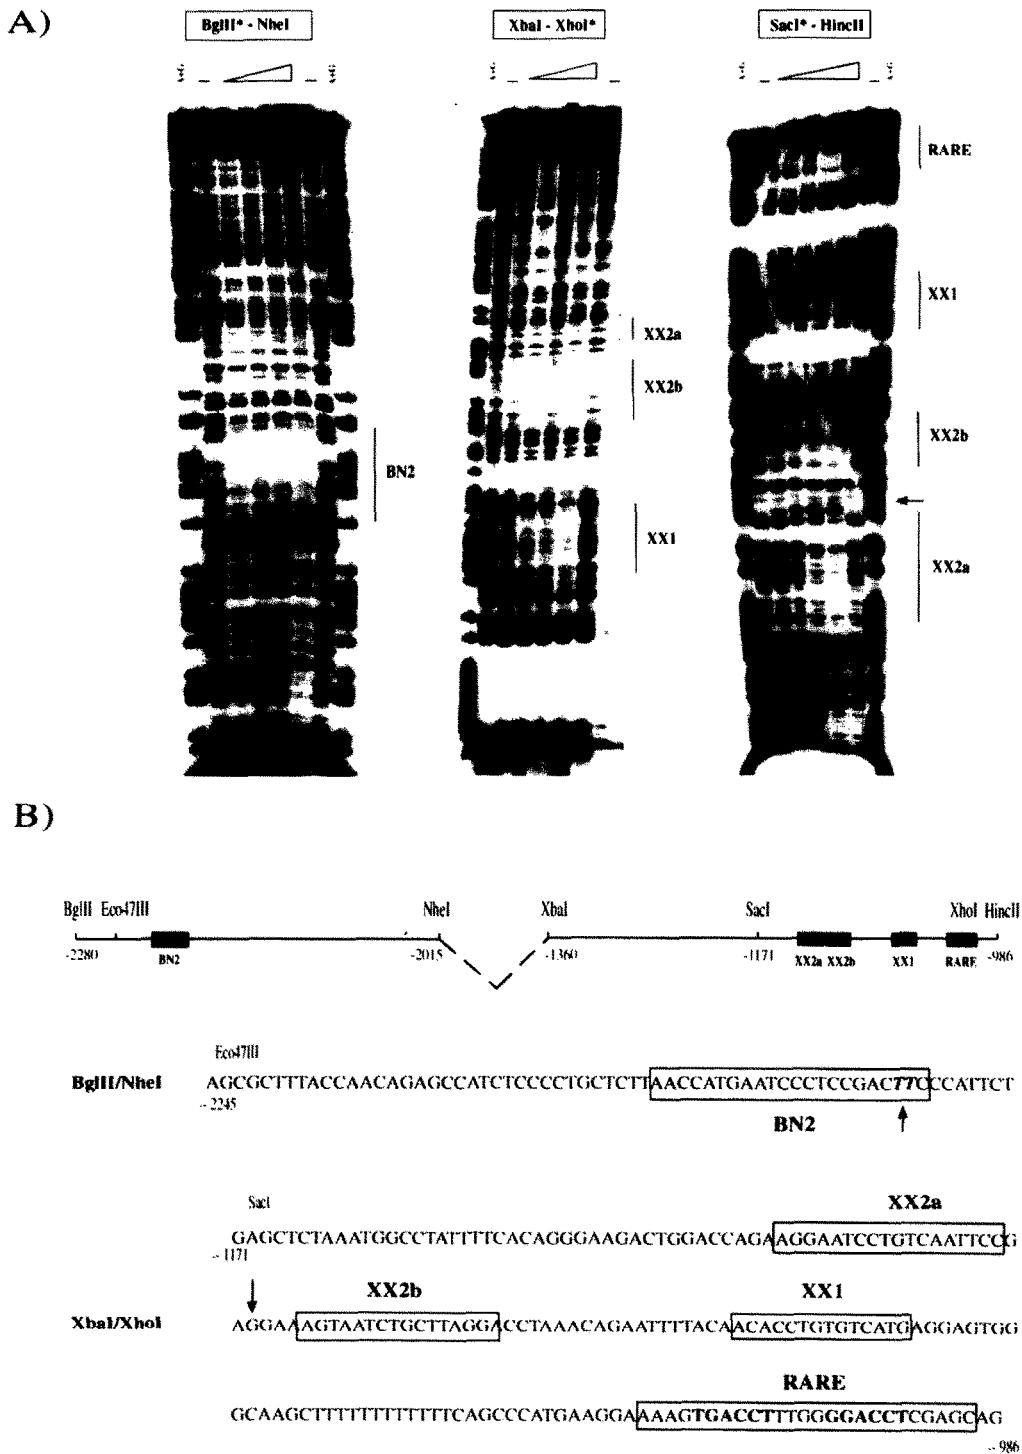 A)
BglII* - NheI XbaI - XhoI* SacI* - HincII
RARE
XX1
XX2a
XX2b
XX2b
BN2
XX1
XX2a
B)
BglII Eco47III NheI XbaI SacI XhoI HincII
-2280 BN2 -2015 -1360 -1171 XX2a XX2b XX1 RARE -986
Eco47III
BglII/NheI AGCGCTTTACCAACAGAGCCATCTCCCCTGCTCTTAACCATGAATCCCTCCGACTTCCCATTCT
-2245
BN2
SacI XX2a
GAGCTCTAAATGGCCTATTTTCACAGGGAAGACTGGACCAGAAGGAATCCTGTCAATTCCG
-1171
XX2b XX1
XbaI/XhoI AGGAAAGTAATCTGCTTAGGACCTAAACAGAATTTTACAACACCTGTGTCATGAGGAGTGG
RARE
GCAAGCTTTTTTTTTTTTTCAGCCCATGAAGGAAAAGTGACCTTTGGGGACCTCGAGCAG
-986